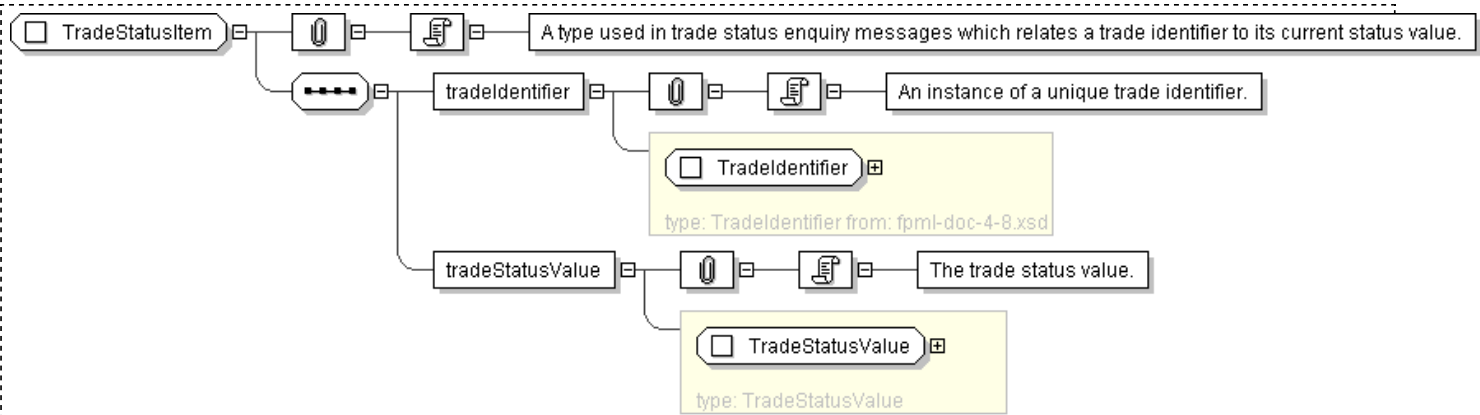 TradeStatusItem
A type used in trade status enquiry messages which relates a trade identifier to its current status value.
tradeIdentifier
An instance of a unique trade identifier.
TradeIdentifier
type: TradeIdentifier from: fpml-doc-4-8.xsd
tradeStatusValue
The trade status value.
TradeStatusValue
type: TradeStatusValue